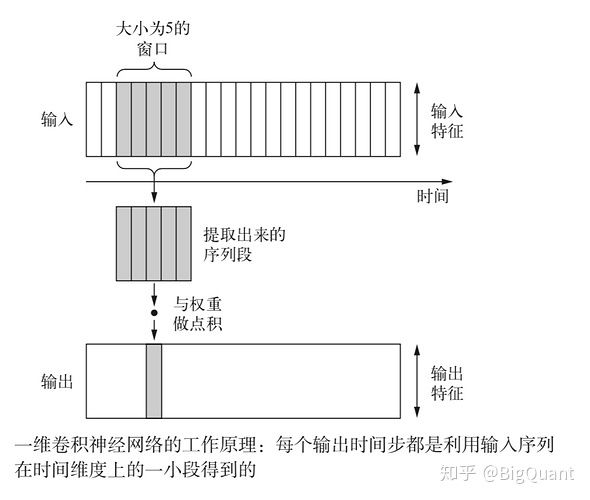 大小为5的
窗口
输入
输入
特征
时间
提取出来的
序列段
与权重
做点积
输出
输出
特征
一维卷积神经网络的工作原理：每个输出时间步都是利用输入序列
在时间维度上的一小段得到的
知乎 @BigQuant